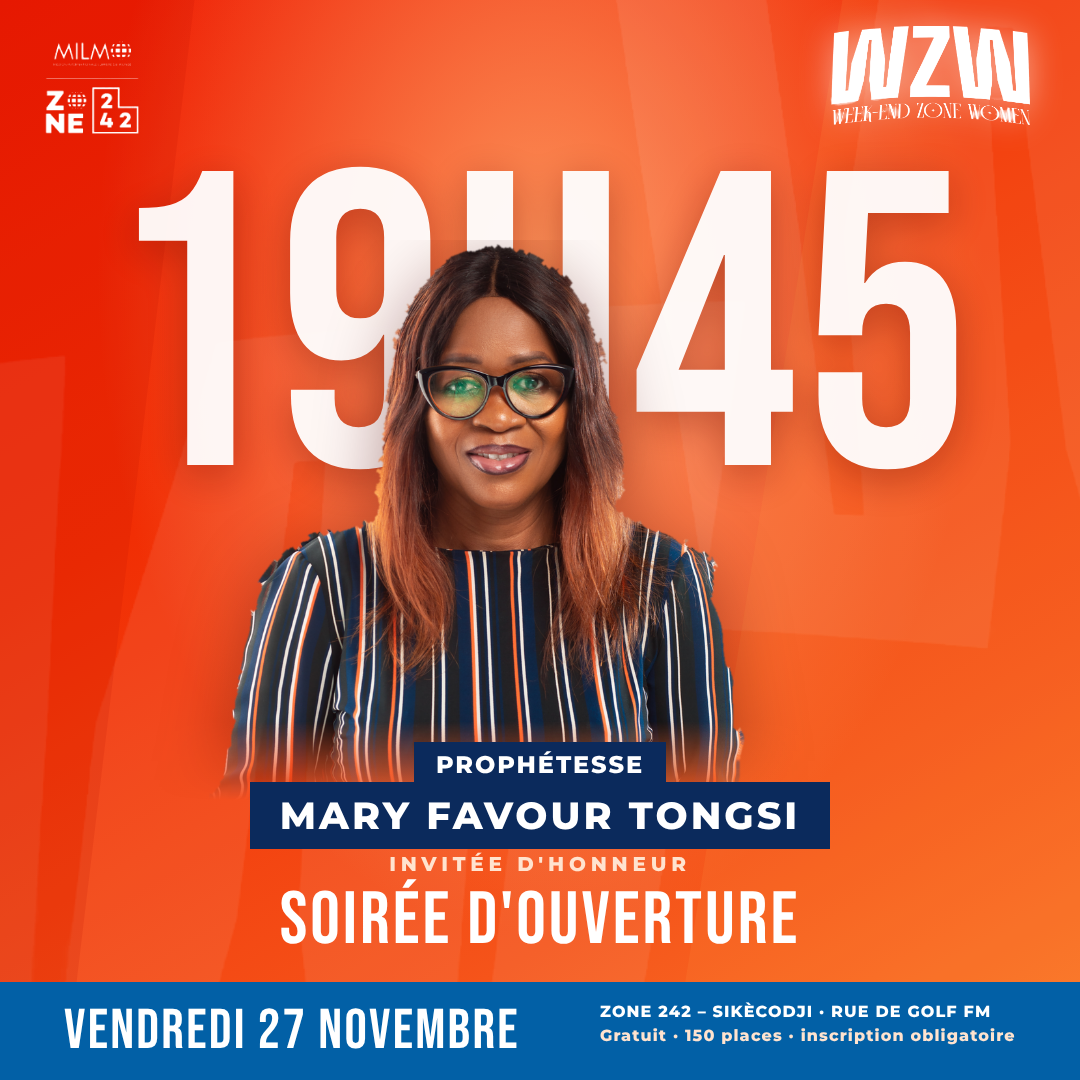 MILMO
ZONE
242
WZW
WEEK-END ZONE WOMEN
19H45
PROPHÉTESSE
MARY FAVOUR TONGSI
INVITÉE D'HONNEUR
SOIRÉE D'OUVERTURE
VENDREDI 27 NOVEMBRE
ZONE 242 – SIKÈCODJI • RUE DE GOLF FM
Gratuit • 150 places • inscription obligatoire